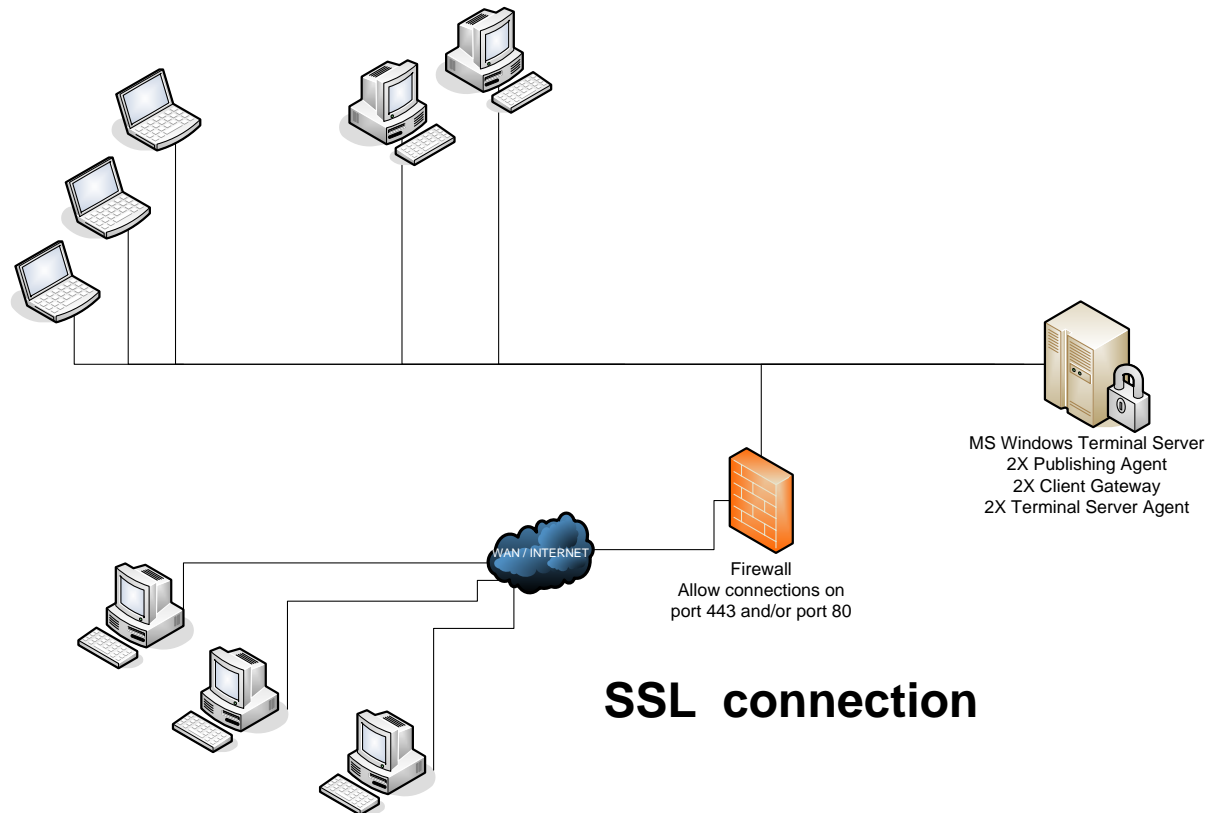 MS Windows Terminal Server
2X Publishing Agent
2X Client Gateway
2X Terminal Server Agent
WAN / INTERNET
Firewall
Allow connections on
port 443 and/or port 80
SSL connection